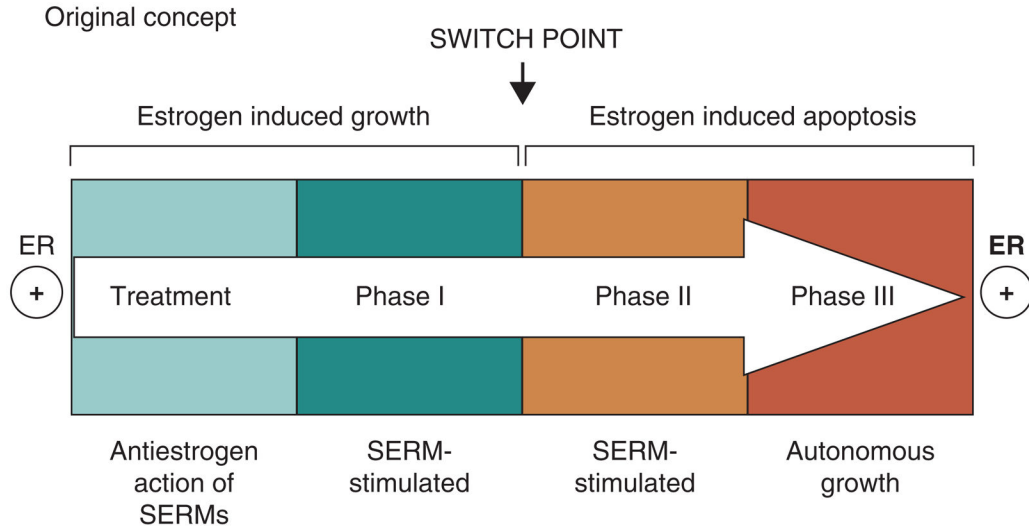 Original concept
SWITCH POINT
Estrogen induced growth
Estrogen induced apoptosis
ER
+
Treatment
Phase I
Phase II
Phase III
ER
+
Antiestrogen
action of
SERMs
SERM-
stimulated
SERM-
stimulated
Autonomous
growth